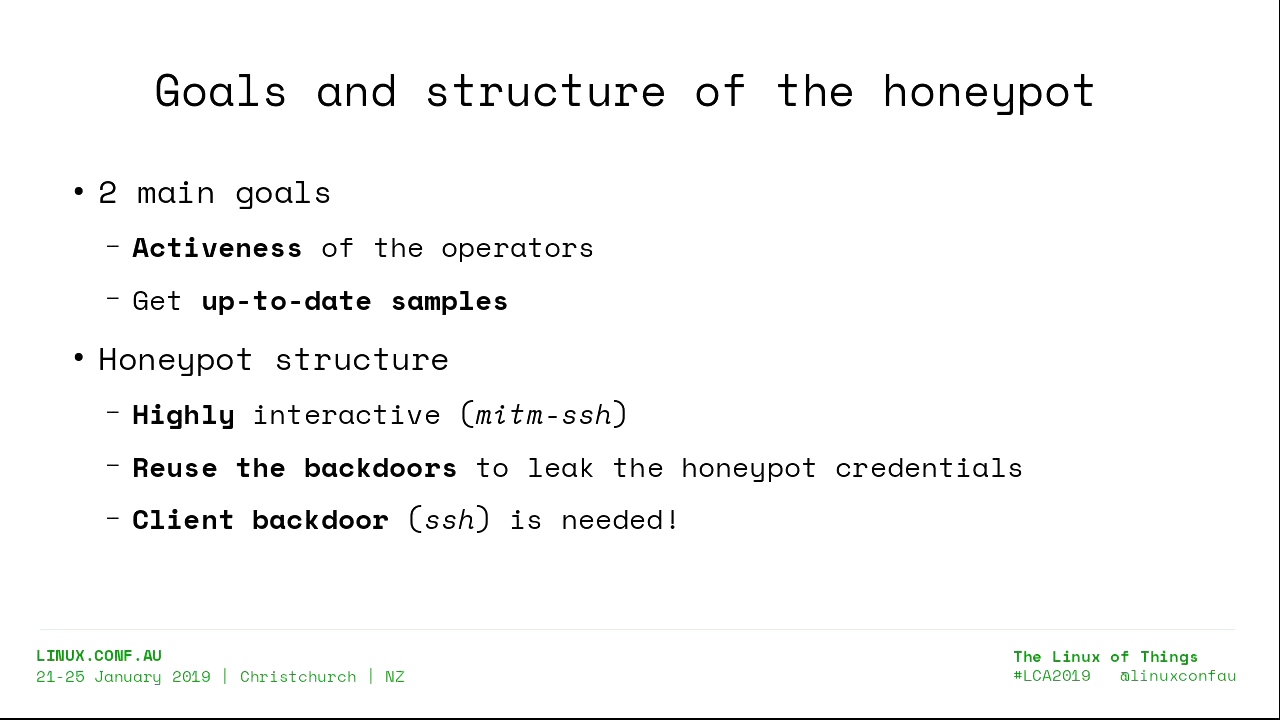 Goals and structure of the honeypot
• 2 main goals
– Activeness of the operators
– Get up-to-date samples
• Honeypot structure
– Highly interactive (mitm-ssh)
– Reuse the backdoors to leak the honeypot credentials
– Client backdoor (ssh) is needed!
LINUX.CONF.AU
21-25 January 2019 | Christchurch | NZ
The Linux of Things
#LCA2019 @linuxconfau